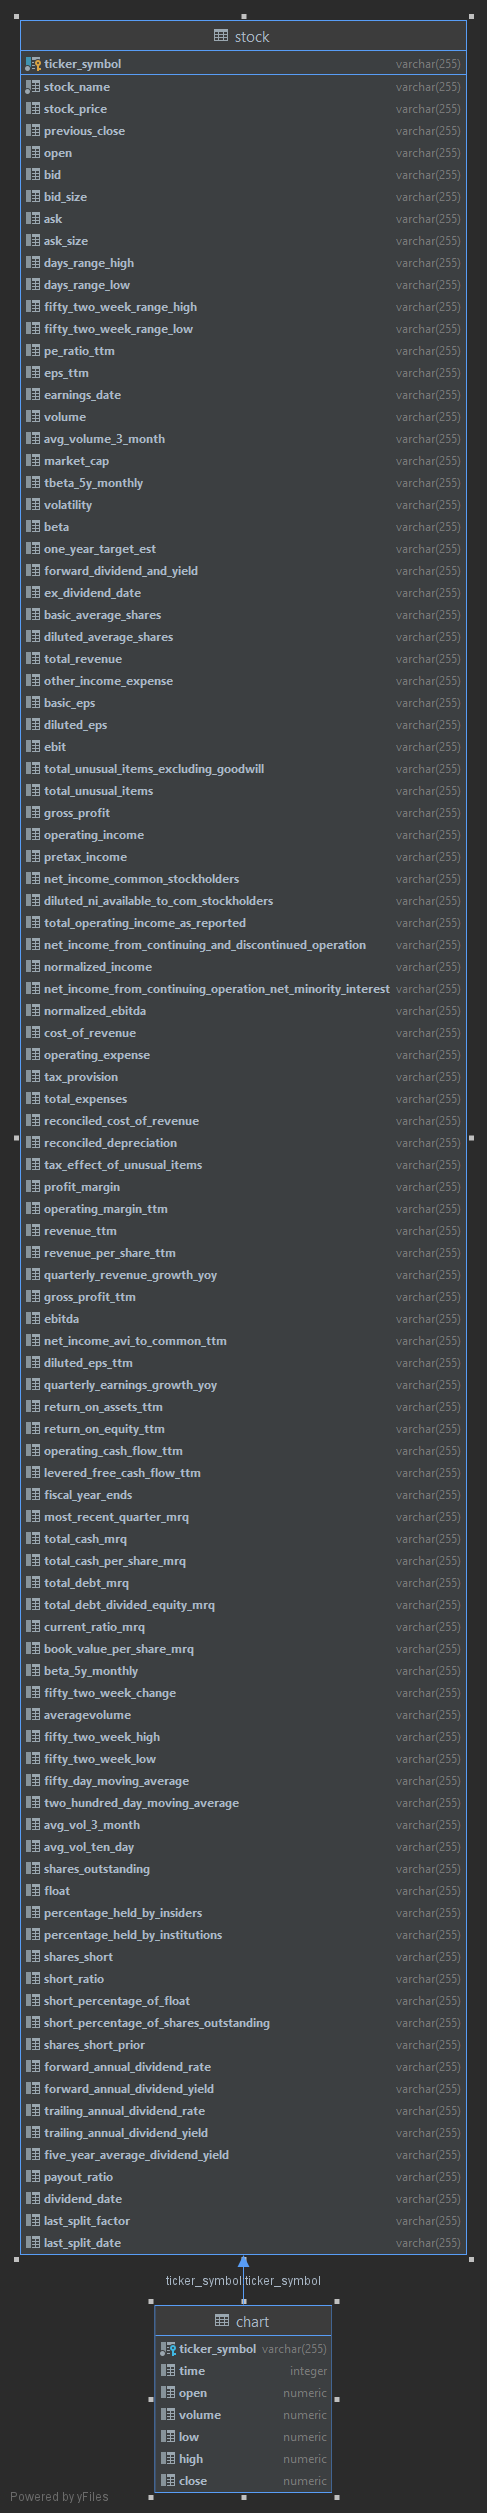 stock
ticker_symbol varchar(255)
stock_name varchar(255)
stock_price varchar(255)
previous_close varchar(255)
open varchar(255)
bid varchar(255)
bid_size varchar(255)
ask varchar(255)
ask_size varchar(255)
days_range_high varchar(255)
days_range_low varchar(255)
fifty_two_week_range_high varchar(255)
fifty_two_week_range_low varchar(255)
pe_ratio_ttm varchar(255)
eps_ttm varchar(255)
earnings_date varchar(255)
volume varchar(255)
avg_volume_3_month varchar(255)
market_cap varchar(255)
tbeta_5y_monthly varchar(255)
volatility varchar(255)
beta varchar(255)
one_year_target_est varchar(255)
forward_dividend_and_yield varchar(255)
ex_dividend_date varchar(255)
basic_average_shares varchar(255)
diluted_average_shares varchar(255)
total_revenue varchar(255)
other_income_expense varchar(255)
basic_eps varchar(255)
diluted_eps varchar(255)
ebit varchar(255)
total_unusual_items_excluding_goodwill varchar(255)
total_unusual_items varchar(255)
gross_profit varchar(255)
operating_income varchar(255)
pretax_income varchar(255)
net_income_common_stockholders varchar(255)
diluted_ni_available_to_com_stockholders varchar(255)
total_operating_income_as_reported varchar(255)
net_income_from_continuing_and_discontinued_operation varchar(255)
normalized_income varchar(255)
net_income_from_continuing_operation_net_minority_interest varchar(255)
normalized_ebitda varchar(255)
cost_of_revenue varchar(255)
operating_expense varchar(255)
tax_provision varchar(255)
total_expenses varchar(255)
reconciled_cost_of_revenue varchar(255)
reconciled_depreciation varchar(255)
tax_effect_of_unusual_items varchar(255)
profit_margin varchar(255)
operating_margin_ttm varchar(255)
revenue_ttm varchar(255)
revenue_per_share_ttm varchar(255)
quarterly_revenue_growth_yoy varchar(255)
gross_profit_ttm varchar(255)
ebitda varchar(255)
net_income_avi_to_common_ttm varchar(255)
diluted_eps_ttm varchar(255)
quarterly_earnings_growth_yoy varchar(255)
return_on_assets_ttm varchar(255)
return_on_equity_ttm varchar(255)
operating_cash_flow_ttm varchar(255)
levered_free_cash_flow_ttm varchar(255)
fiscal_year_ends varchar(255)
most_recent_quarter_mrq varchar(255)
total_cash_mrq varchar(255)
total_cash_per_share_mrq varchar(255)
total_debt_mrq varchar(255)
total_debt_divided_equity_mrq varchar(255)
current_ratio_mrq varchar(255)
book_value_per_share_mrq varchar(255)
beta_5y_monthly varchar(255)
fifty_two_week_change varchar(255)
averagevolume varchar(255)
fifty_two_week_high varchar(255)
fifty_two_week_low varchar(255)
fifty_day_moving_average varchar(255)
two_hundred_day_moving_average varchar(255)
avg_vol_3_month varchar(255)
avg_vol_ten_day varchar(255)
shares_outstanding varchar(255)
float varchar(255)
percentage_held_by_insiders varchar(255)
percentage_held_by_institutions varchar(255)
shares_short varchar(255)
short_ratio varchar(255)
short_percentage_of_float varchar(255)
short_percentage_of_shares_outstanding varchar(255)
shares_short_prior varchar(255)
forward_annual_dividend_rate varchar(255)
forward_annual_dividend_yield varchar(255)
trailing_annual_dividend_rate varchar(255)
trailing_annual_dividend_yield varchar(255)
five_year_average_dividend_yield varchar(255)
payout_ratio varchar(255)
dividend_date varchar(255)
last_split_factor varchar(255)
last_split_date varchar(255)
ticker_symbol:ticker_symbol
chart
ticker_symbol varchar(255)
time integer
open numeric
volume numeric
low numeric
high numeric
close numeric
Powered by yFiles